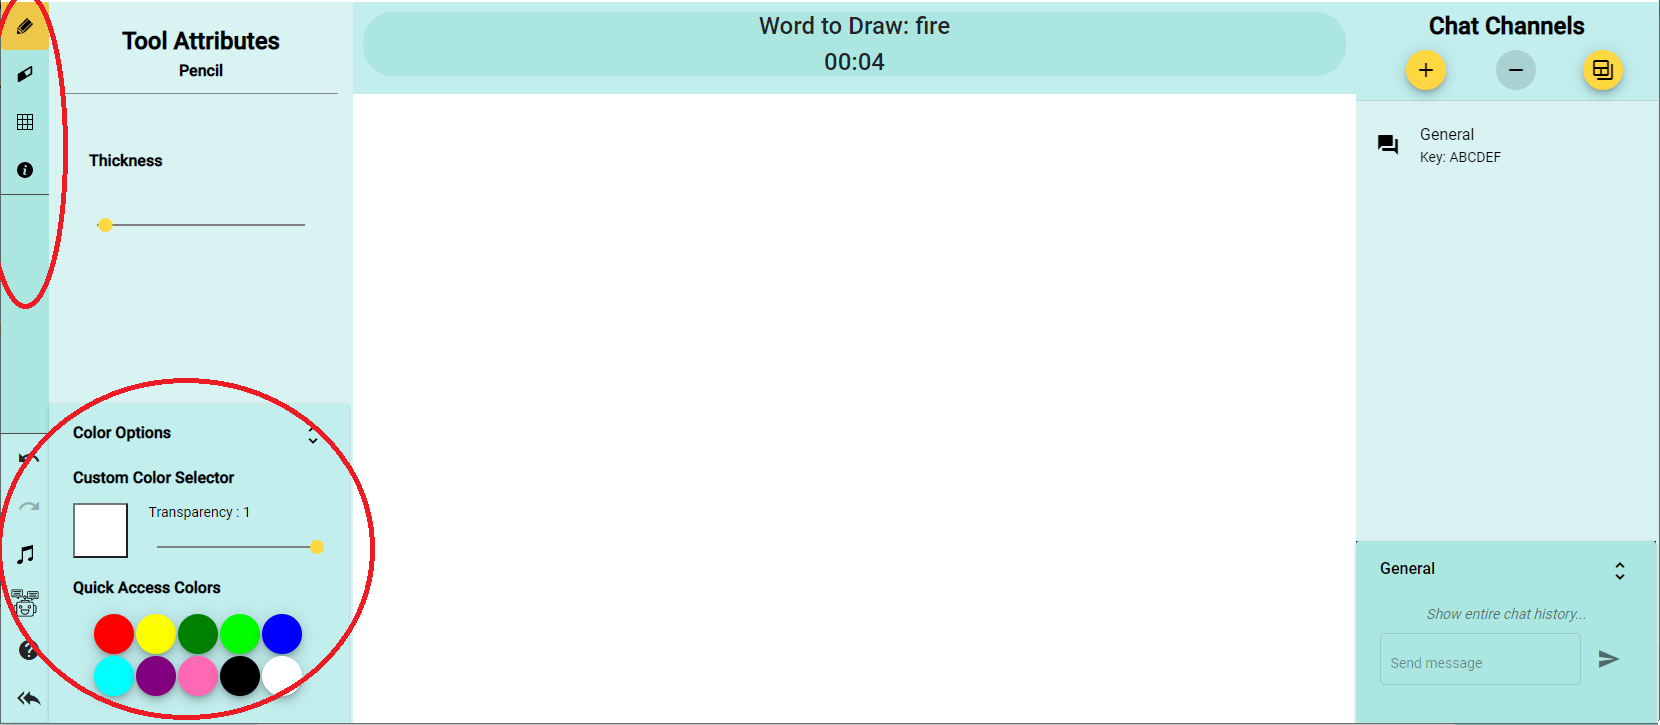 Tool Attributes
Pencil
Thickness
Color Options
Custom Color Selector
Transparency : 1
Quick Access Colors
Word to Draw: fire
00:04
Chat Channels
General
Key: ABCDEF
General
Show entire chat history...
Send message